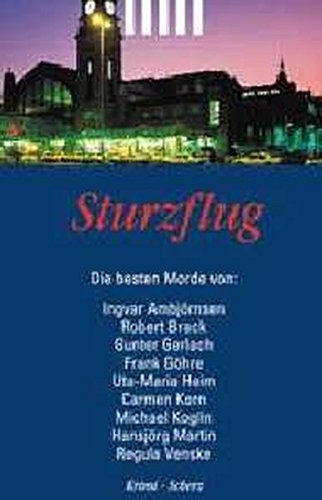 Sturzflug
Die besten Morde von:
Ingvar Ambjörnsen
Robert Brack
Gunter Gerlach
Frank Göhre
Uta-Maria Heim
Carmen Korn
Michael Koglin
Hansjörg Martin
Regula Venske
Krimi · Scherz